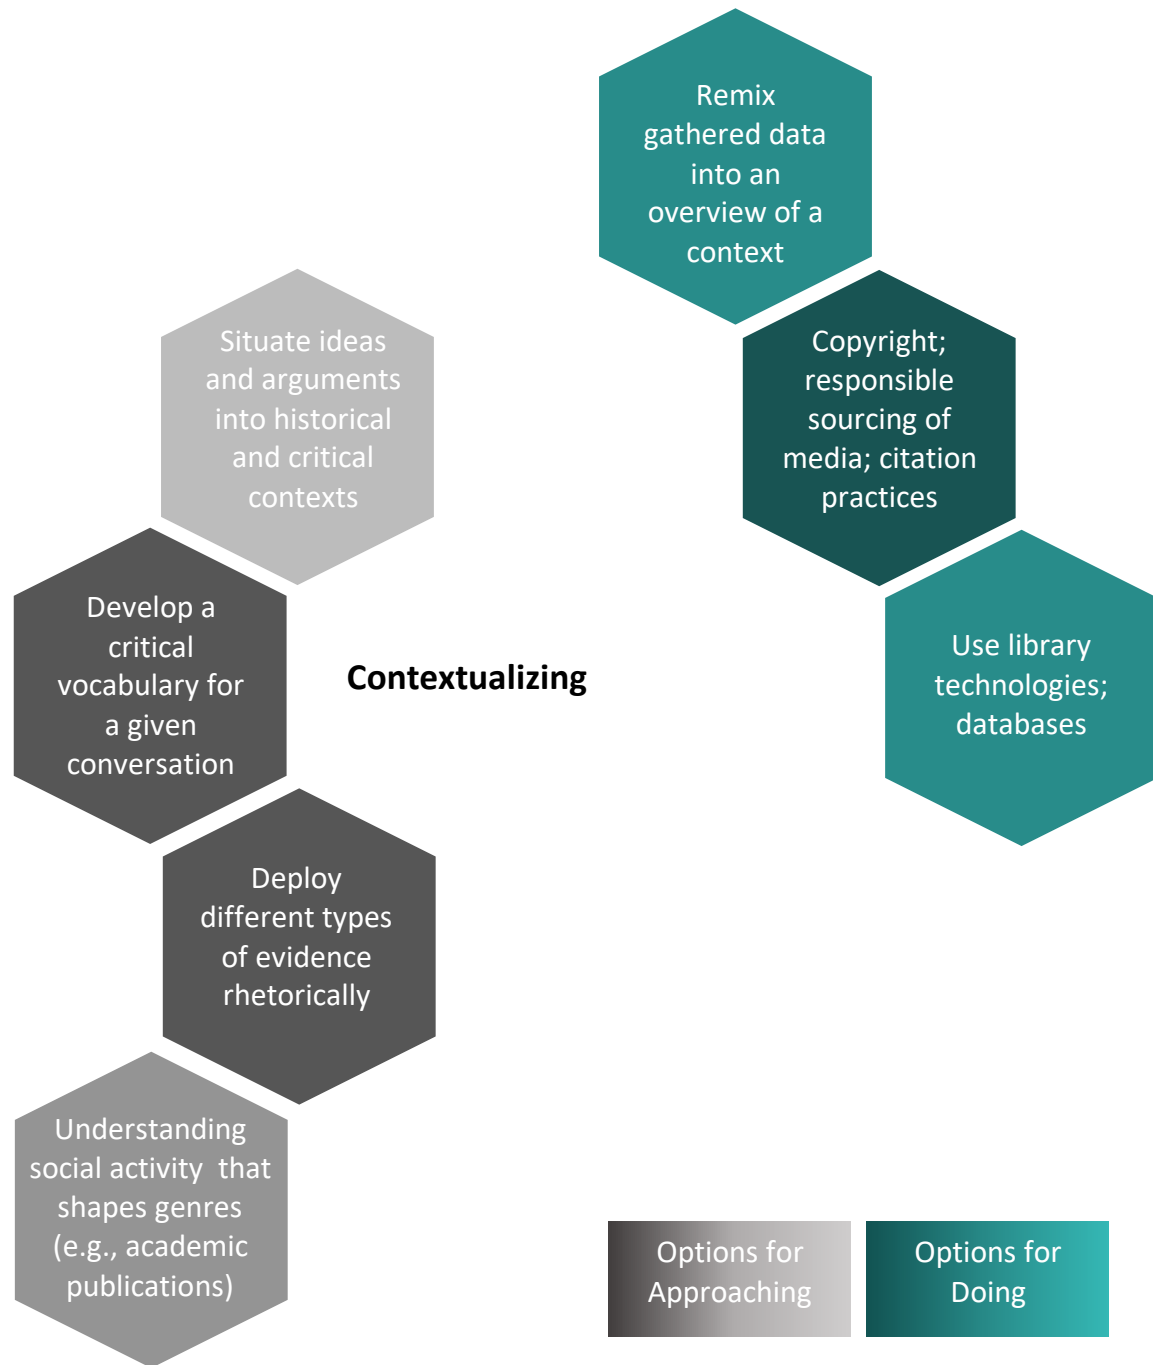 Remix
gathered data
into an
overview of a
context
Situate ideas
and arguments
into historical
and critical
contexts
Copyright;
responsible
sourcing of
media; citation
practices
Develop a
critical
vocabulary for
a given
conversation
Contextualizing
Use library
technologies;
databases
Deploy
different types
of evidence
rhetorically
Understanding
social activity  that
shapes genres
(e.g., academic
publications)
Options for
Approaching
Options for
Doing